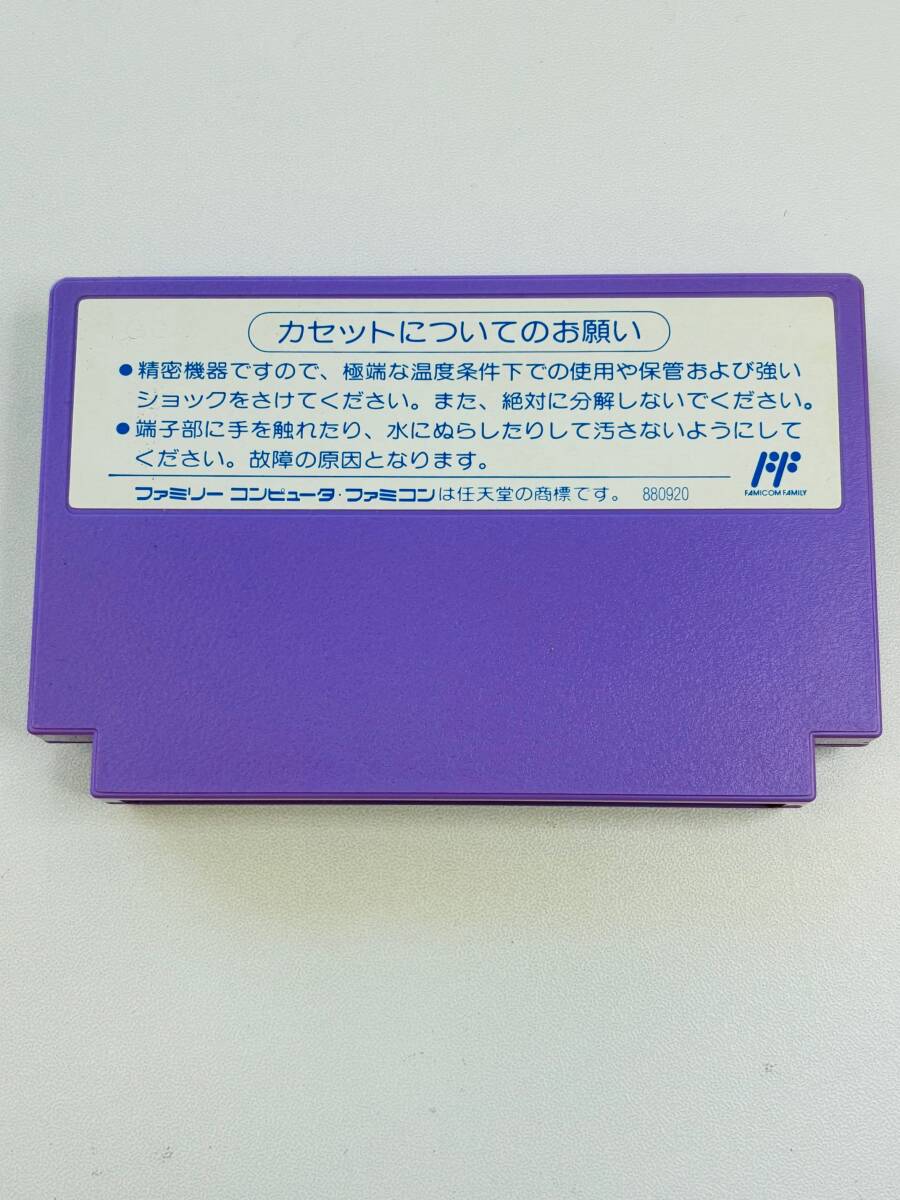 カセットについてのお願い
●精密機器ですので、極端な温度条件下での使用や保管および強い
ショックをさけてください。また、絶対に分解しないでください。
●端子部に手を触れたり、水にぬらしたりして汚さないようにして
ください。故障の原因となります。
ファミリー コンピュータ・ファミコンは任天堂の商標です。 880920
FAMICOM FAMILY